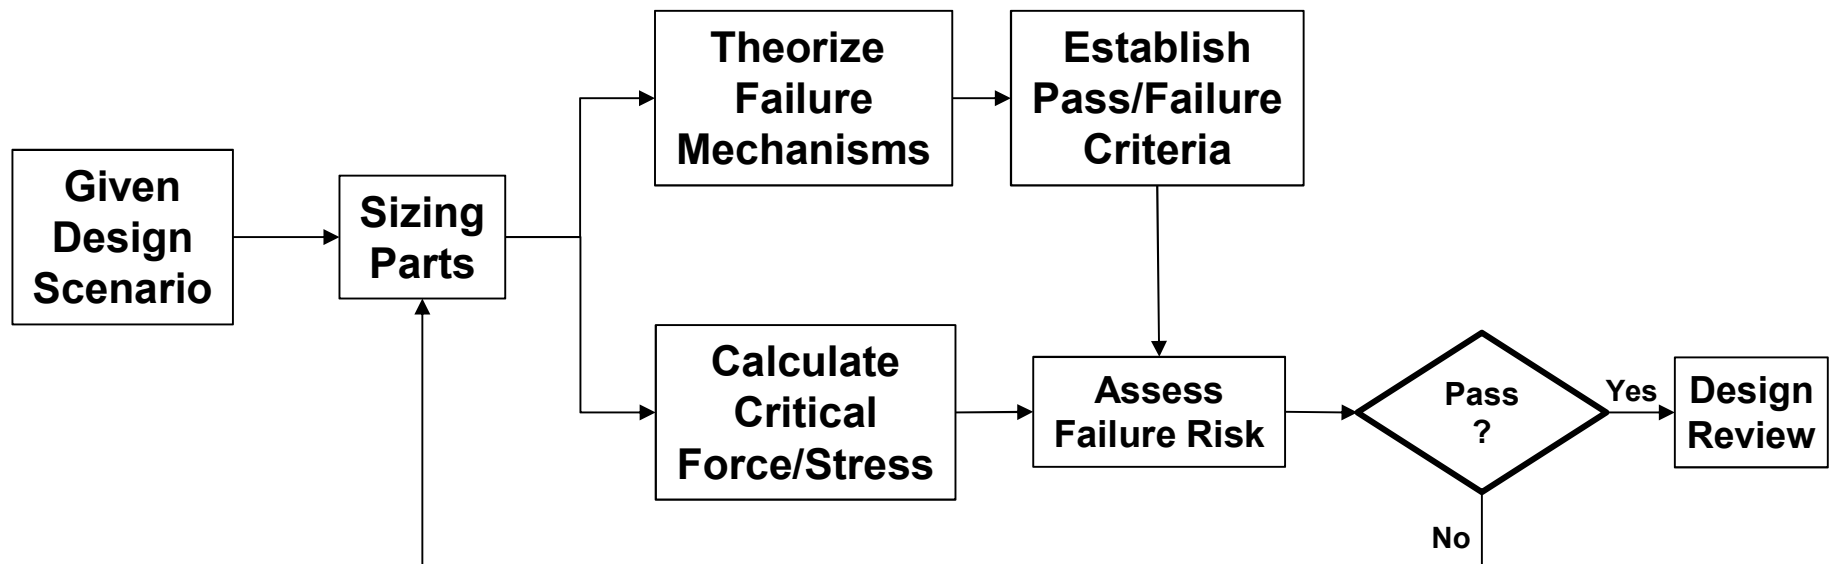 Given
Design
Scenario
Sizing
Parts
Theorize
Failure
Mechanisms
Establish
Pass/Failure
Criteria
Calculate
Critical
Force/Stress
Assess
Failure Risk
Pass
?
Yes
Design
Review
No